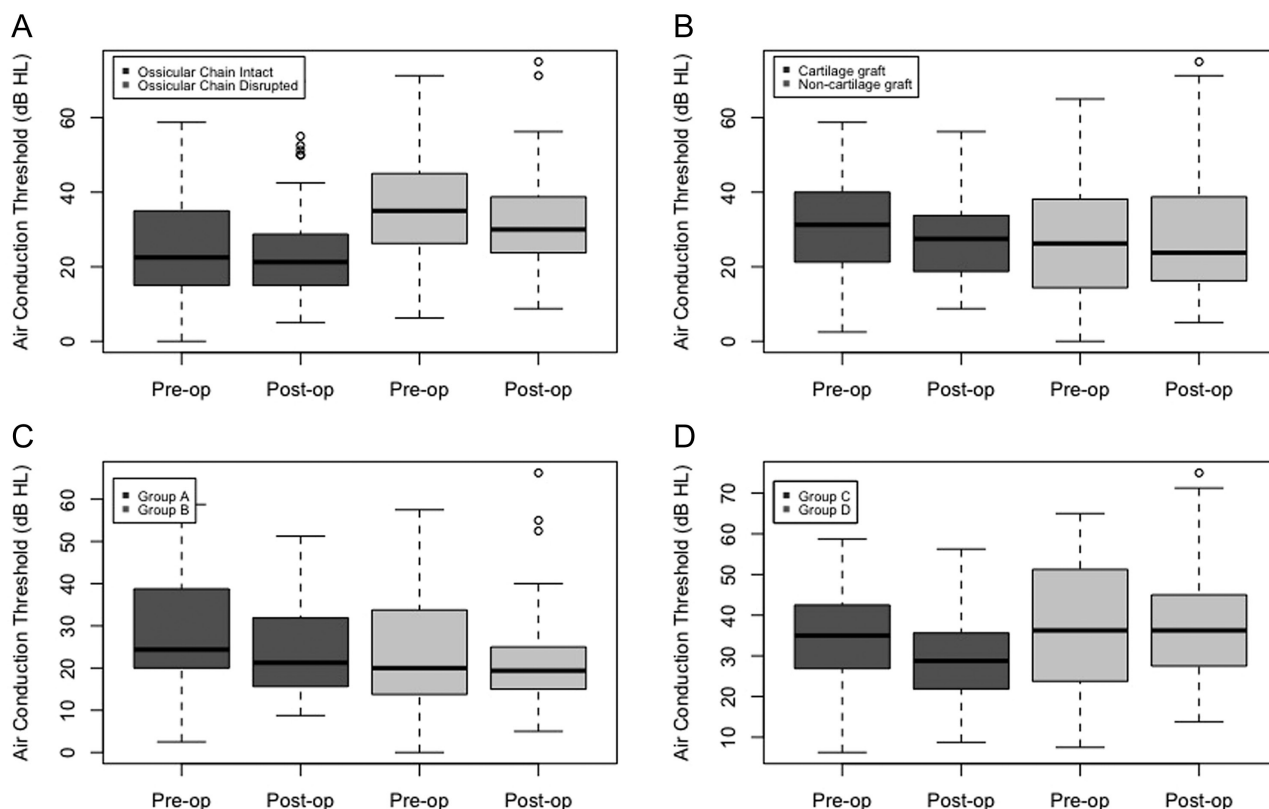 A
Air Conduction Threshold (dB HL)
60
40
20
0
Ossicular Chain Intact
Ossicular Chain Disrupted
Pre-op Post-op Pre-op Post-op
B
Air Conduction Threshold (dB HL)
60
40
20
0
Cartilage graft
Non-cartilage graft
Pre-op Post-op Pre-op Post-op
C
Air Conduction Threshold (dB HL)
60
50
40
30
20
10
0
Group A
Group B
Pre-op Post-op Pre-op Post-op
D
Air Conduction Threshold (dB HL)
70
60
50
40
30
20
10
Group C
Group D
Pre-op Post-op Pre-op Post-op